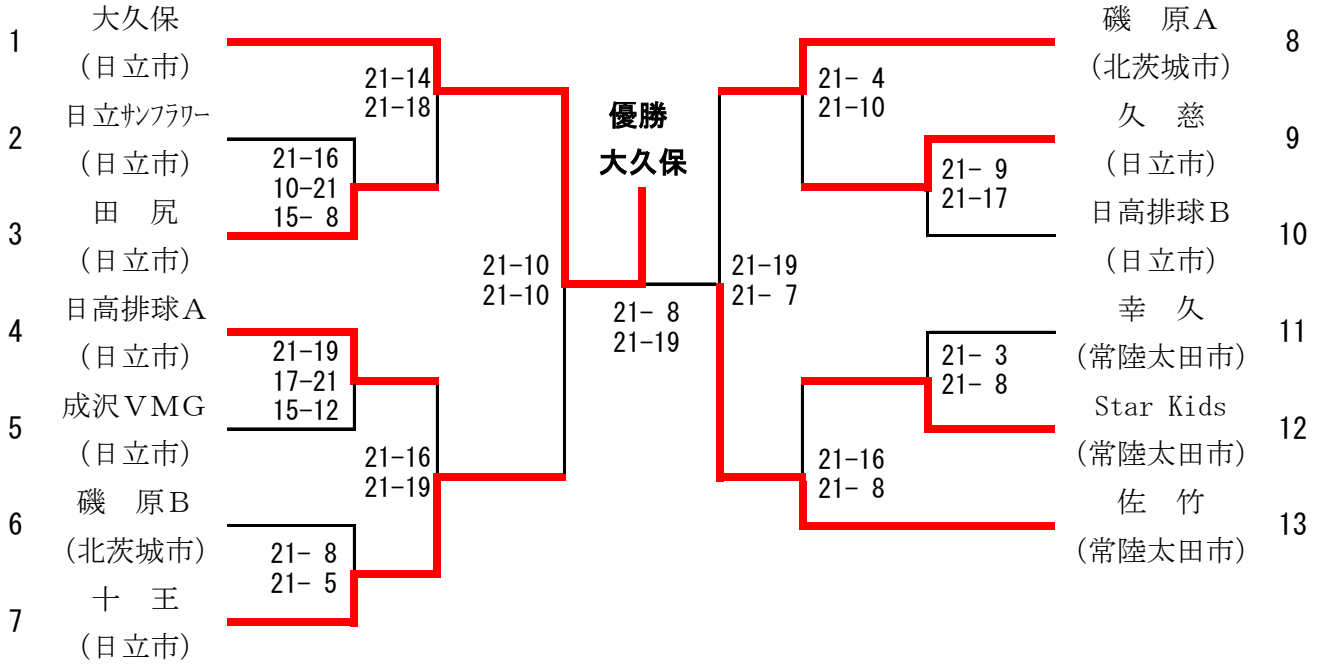 1
大久保
(日立市)
2
日立ｻﾝﾌﾗﾜｰ
(日立市)
3
田 尻
(日立市)
4
日高排球A
(日立市)
5
成沢VMG
(日立市)
6
磯 原B
(北茨城市)
7
十 王
(日立市)
21-14
21-18
21-16
10-21
15- 8
21-19
17-21
15-12
21-16
21-19
21- 8
21- 5
21-10
21-10
優勝
大久保
21- 8
21-19
21-19
21- 7
21- 4
21-10
21- 9
21-17
21- 3
21- 8
21-16
21- 8
磯 原A
(北茨城市)
8
久 慈
(日立市)
9
日高排球B
(日立市)
10
幸 久
(常陸太田市)
11
Star Kids
(常陸太田市)
12
佐 竹
(常陸太田市)
13